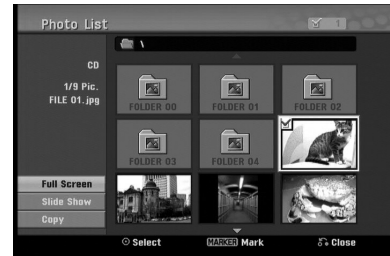 Photo List
1
\
CD
1/9 Pic.
FILE 01.jpg
FOLDER 00
FOLDER 01
FOLDER 02
FOLDER 03
FOLDER 04
Full Screen
Slide Show
Copy
Select
MARKER Mark
Close